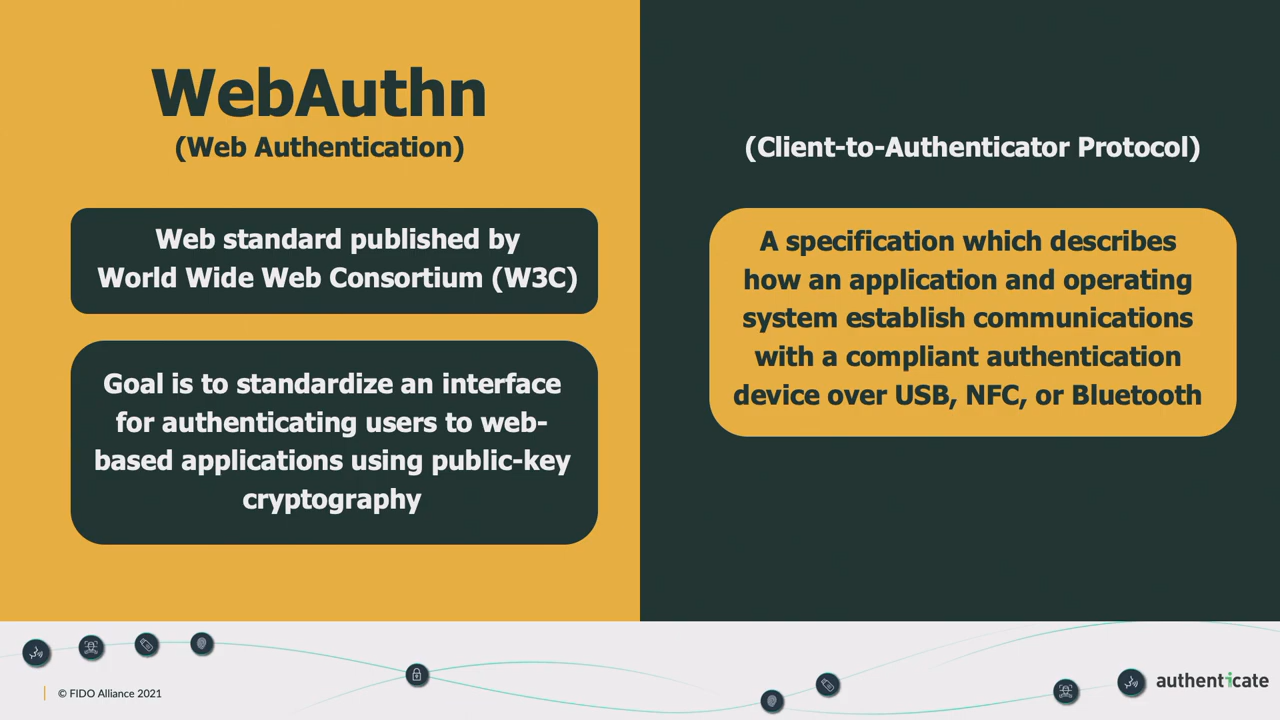 WebAuthn
(Web Authentication)
Web standard published by
World Wide Web Consortium (W3C)
Goal is to standardize an interface
for authenticating users to web-
based applications using public-key
cryptography
(Client-to-Authenticator Protocol)
A specification which describes
how an application and operating
system establish communications
with a compliant authentication
device over USB, NFC, or Bluetooth
© FIDO Alliance 2021
authenticate